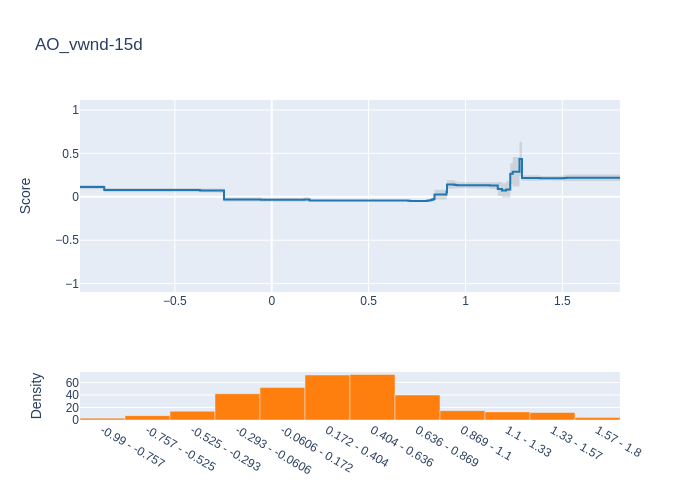 AO_vwnd-15d
Score
1
0.5
0
−0.5
−1
−0.5
0
0.5
1
1.5
Density
60
40
20
0
-0.99 - -0.757
-0.757 - -0.525
-0.525 - -0.293
-0.293 - -0.0606
-0.0606 - 0.172
0.172 - 0.404
0.404 - 0.636
0.636 - 0.869
0.869 - 1.1
1.1 - 1.33
1.33 - 1.57
1.57 - 1.8